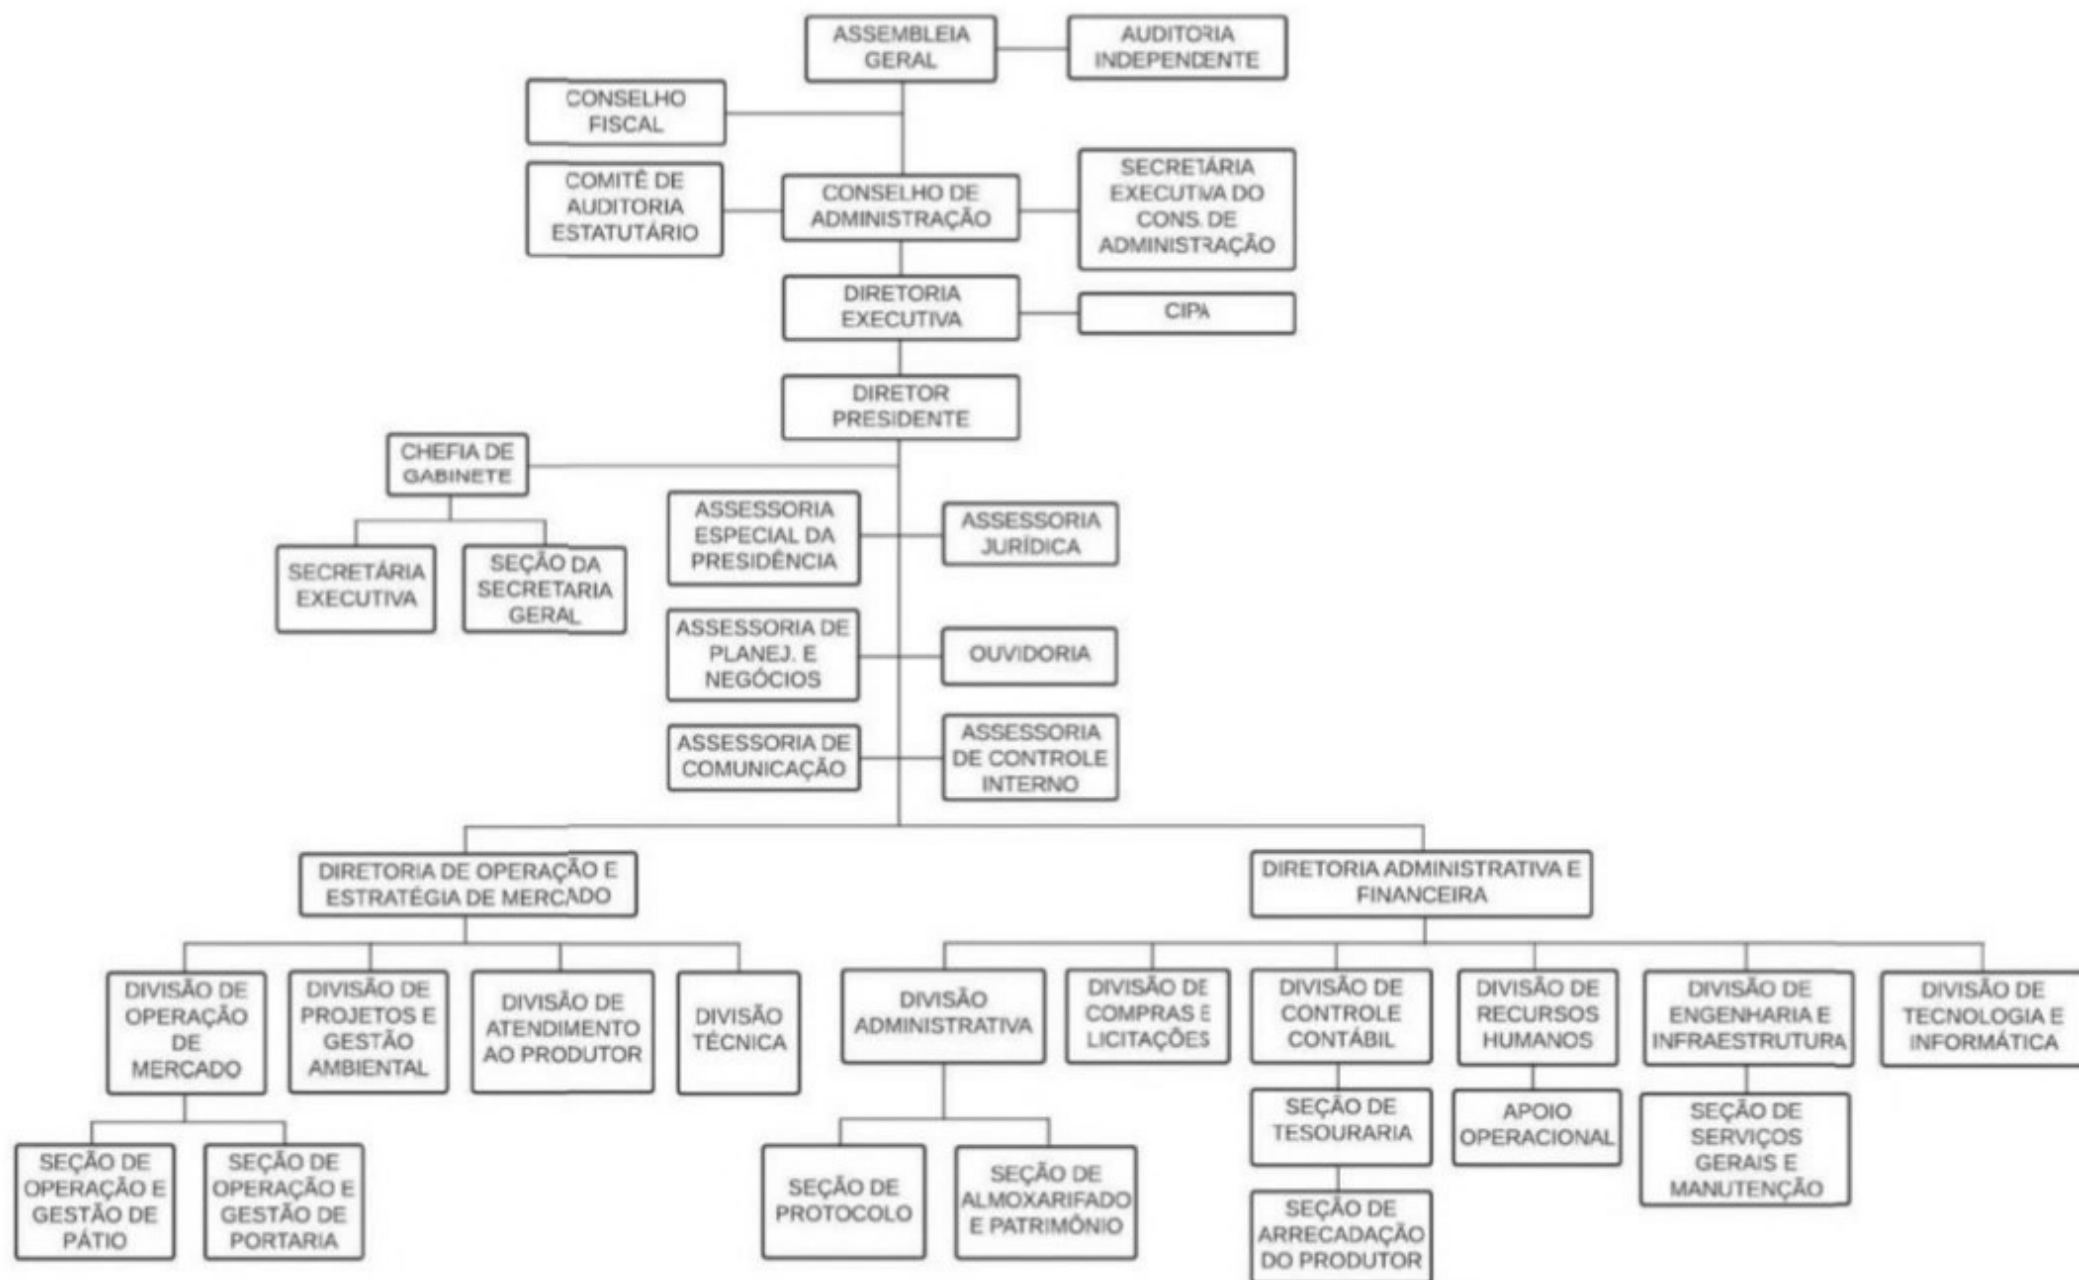 ASSEMBLEIA
GERAL
AUDITORIA
INDEPENDENTE
CONSELHO
FISCAL
COMITÊ DE
AUDITORIA
ESTATUTÁRIO
CONSELHO DE
ADMINISTRAÇÃO
SECRETÁRIA
EXECUTIVA DO
CONS. DE
ADMINISTRAÇÃO
DIRETORIA
EXECUTIVA
CIPA
DIRETOR
PRESIDENTE
CHEFIA DE
GABINETE
SECRETÁRIA
EXECUTIVA
SEÇÃO DA
SECRETARIA
GERAL
ASSESSORIA
ESPECIAL DA
PRESIDÊNCIA
ASSESSORIA
JURÍDICA
ASSESSORIA DE
PLANEJ. E
NEGÓCIOS
OUVIDORIA
ASSESSORIA DE
COMUNICAÇÃO
ASSESSORIA
DE CONTROLE
INTERNO
DIRETORIA DE OPERAÇÃO E
ESTRATÉGIA DE MERCADO
DIRETORIA ADMINISTRATIVA E
FINANCEIRA
DIVISÃO DE
OPERAÇÃO
DE
MERCADO
DIVISÃO DE
PROJETOS E
GESTÃO
AMBIENTAL
DIVISÃO DE
ATENDIMENTO
AO PRODUTOR
DIVISÃO
TÉCNICA
DIVISÃO
ADMINISTRATIVA
DIVISÃO DE
COMPRAS E
LICITAÇÕES
DIVISÃO DE
CONTROLE
CONTÁBIL
DIVISÃO DE
RECURSOS
HUMANOS
DIVISÃO DE
ENGENHARIA E
INFRAESTRUTURA
DIVISÃO DE
TECNOLOGIA E
INFORMÁTICA
SEÇÃO DE
OPERAÇÃO E
GESTÃO DE
PÁTIO
SEÇÃO DE
OPERAÇÃO E
GESTÃO DE
PORTARIA
SEÇÃO DE
PROTOCOLO
SEÇÃO DE
ALMOXARIFADO
E PATRIMÔNIO
SEÇÃO DE
TESOURARIA
SEÇÃO DE
ARRECADAÇÃO
DO PRODUTOR
APOIO
OPERACIONAL
SEÇÃO DE
SERVIÇOS
GERAIS E
MANUTENÇÃO